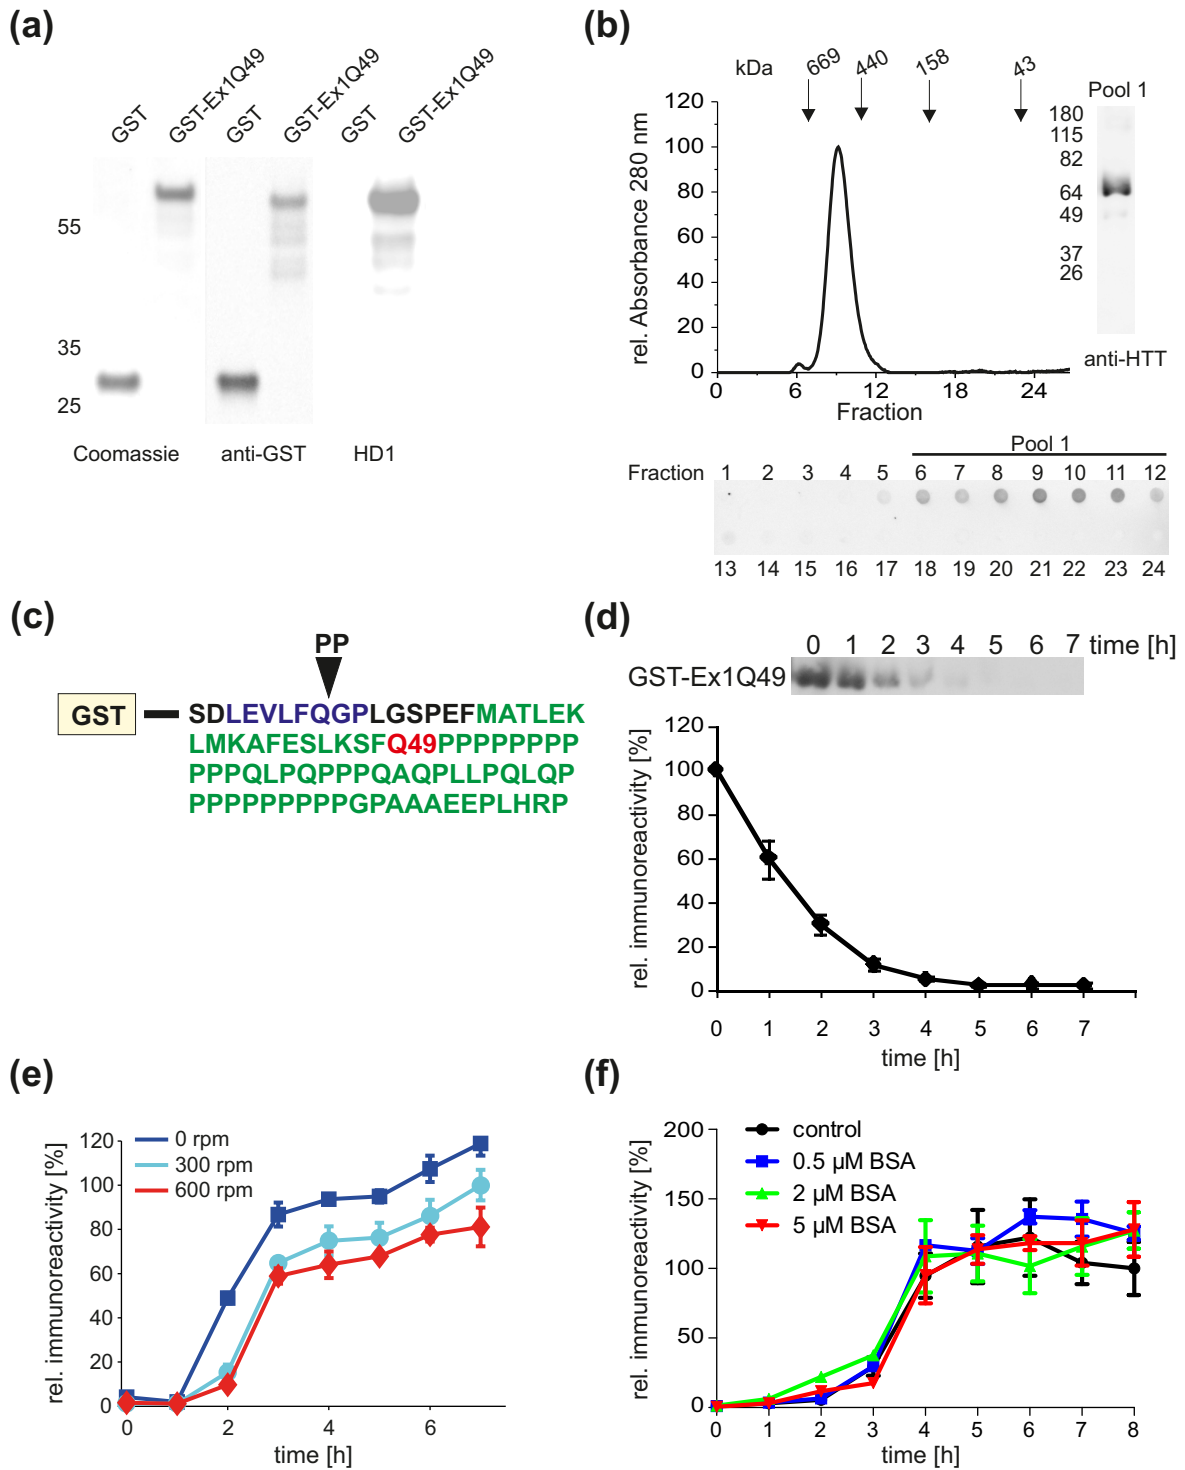 (a)
GST
GST-Ex1Q49
GST
GST-Ex1Q49
GST
GST-Ex1Q49
55
35
25
Coomassie anti-GST HD1
(b)
kDa 669 440 158 43
rel. Absorbance 280 nm
120
100
80
60
40
20
0
0 6 12 18 24
Fraction
Pool 1
180
115
82
64
49
37
26
anti-HTT
Pool 1
Fraction 1 2 3 4 5 6 7 8 9 10 11 12
13 14 15 16 17 18 19 20 21 22 23 24
(c)
PP
GST SDLEVLFQGPLGSPEFMATLEK
LMKAFESLKSFQ49PPPPPPPP
PPPQLPQPPPQAQPLLPQLQP
PPPPPPPPPGPAAAEEPLHRP
(d)
0 1 2 3 4 5 6 7 time [h]
GST-Ex1Q49
rel. immunoreactivity [%]
120
100
80
60
40
20
0
0 1 2 3 4 5 6 7
time [h]
(e)
rel. immunoreactivity [%]
120
100
80
60
40
20
0
0 rpm
300 rpm
600 rpm
0 2 4 6
time [h]
(f)
rel. immunoreactivity [%]
200
150
100
50
0
control
0.5 µM BSA
2 µM BSA
5 µM BSA
0 1 2 3 4 5 6 7 8
time [h]